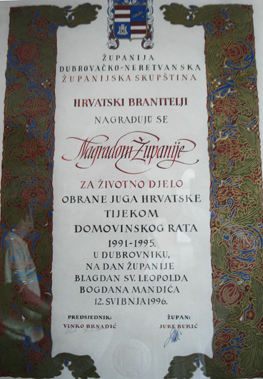 ŽUPANIJA
DUBROVAČKO-NERETVANSKA
ŽUPANIJSKA SKUPŠTINA
HRVATSKI BRANITELJI
NAGRAĐUJU SE
Nagradom Županije
ZA ŽIVOTNO DJELO
OBRANE JUGA HRVATSKE
TIJEKOM
DOMOVINSKOG RATA
1991-1995.
U DUBROVNIKU,
NA DAN ŽUPANIJE
BLAGDAN SV. LEOPOLDA
BOGDANA MANDIĆA
12. SVIBNJA 1996.
PREDSJEDNIK: ŽUPAN:
VINKO BRNADIĆ JURE BURIĆ